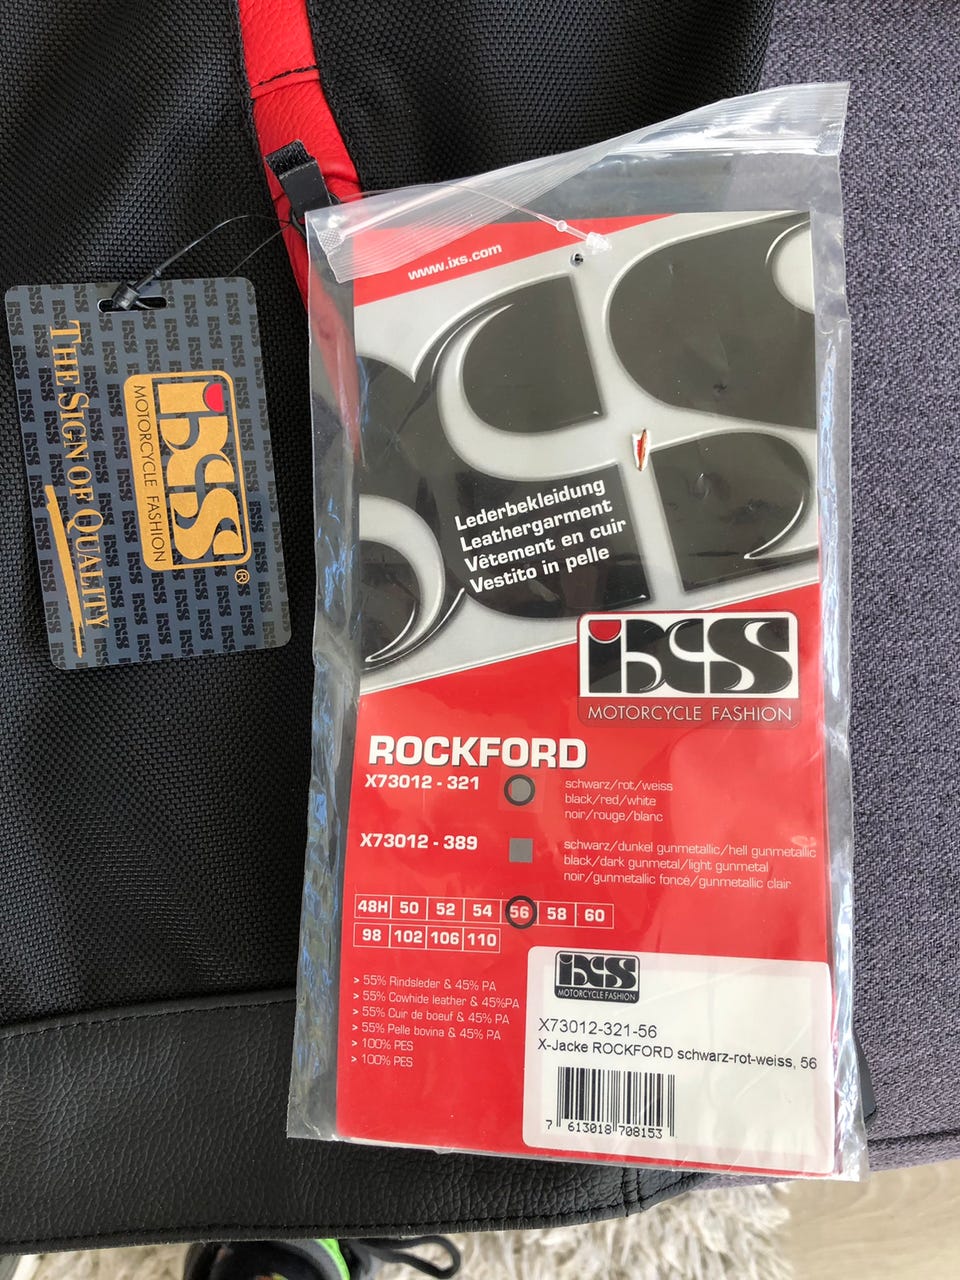 THE SIGN OF QUALITY
iXS
MOTORCYCLE FASHION
®
www.ixs.com
Lederbekleidung
Leathergarment
Vêtement en cuir
Vestito in pelle
iXS
MOTORCYCLE FASHION
ROCKFORD
X73012 - 321
schwarz/rot/weiss
black/red/white
noir/rouge/blanc
X73012 - 389
schwarz/dunkel gunmetallic/hell gunmetallic
black/dark gunmetal/light gunmetal
noir/gunmetallic foncé/gunmetallic clair
48H 50 52 54 56 58 60
98 102 106 110
> 55% Rindsleder & 45% PA
> 55% Cowhide leather & 45%PA
> 55% Cuir de boeuf & 45% PA
> 55% Pelle bovina & 45% PA
> 100% PES
> 100% PES
iXS
MOTORCYCLE FASHION
X73012-321-56
X-Jacke ROCKFORD schwarz-rot-weiss, 56
7 613018 708153